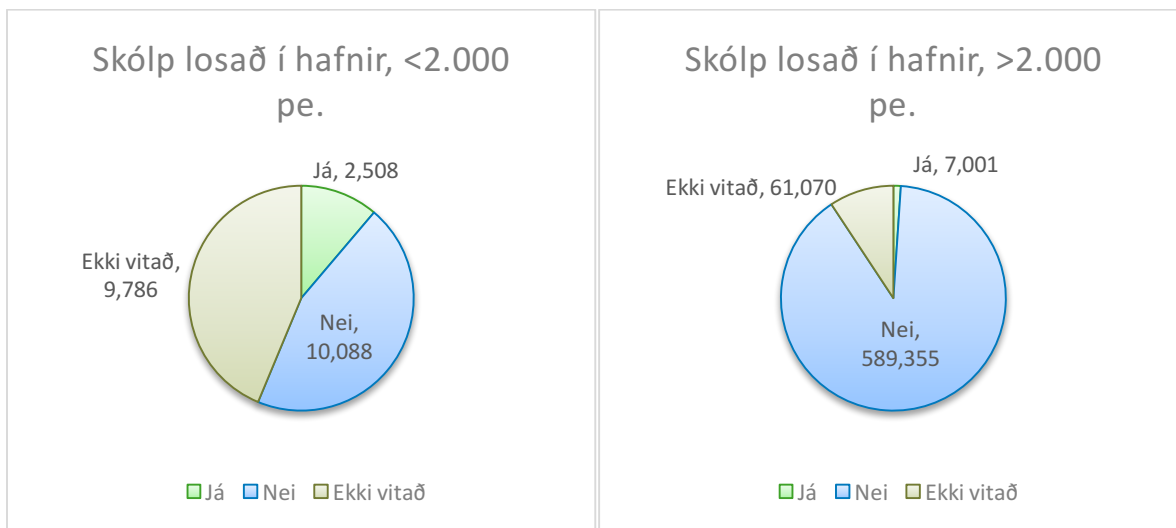 Skólp losað í hafnir, <2.000
pe.
Já, 2,508
Ekki vitað,
9,786
Nei,
10,088
Já
Nei
Ekki vitað
Skólp losað í hafnir, >2.000
pe.
Já, 7,001
Ekki vitað, 61,070
Nei,
589,355
Já
Nei
Ekki vitað